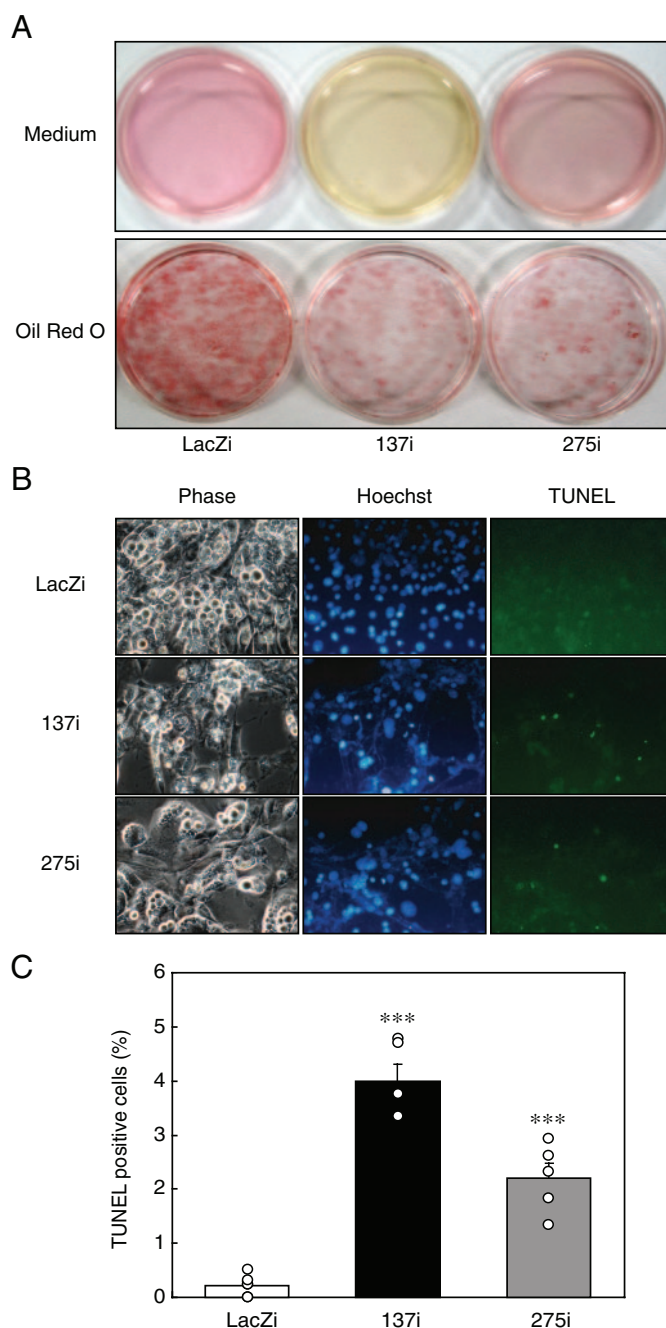 A
Medium
Oil Red O
LacZi 137i 275i
B
Phase Hoechst TUNEL
LacZi
137i
275i
C
TUNEL positive cells (%)
6
5
4
3
2
1
0
***
***
LacZi 137i 275i